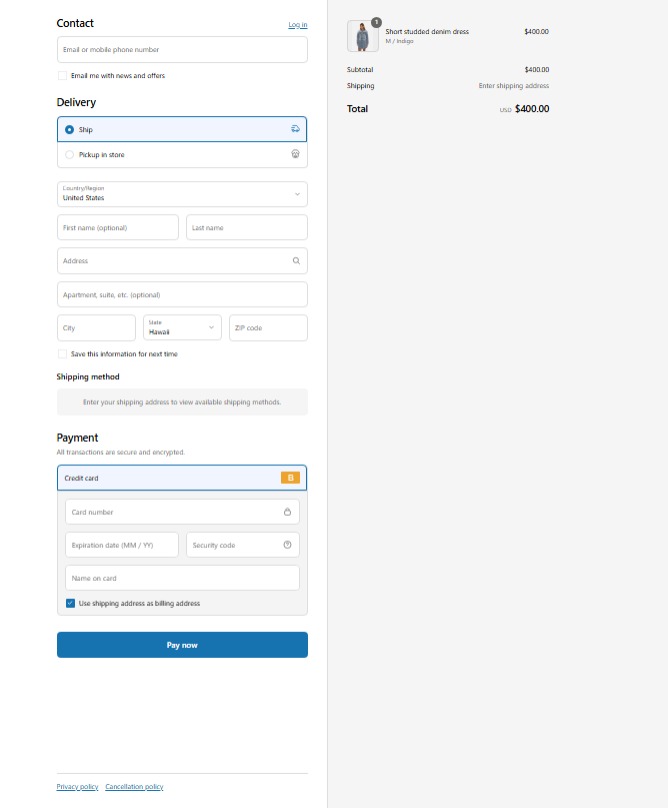 Contact
Log in
Email or mobile phone number
Email me with news and offers
Delivery
Ship
Pickup in store
Country/Region
United States
First name (optional)
Last name
Address
Apartment, suite, etc. (optional)
City
State
Hawaii
ZIP code
Save this information for next time
Shipping method
Enter your shipping address to view available shipping methods.
Payment
All transactions are secure and encrypted.
Credit card
B
Card number
Expiration date (MM / YY)
Security code
Name on card
Use shipping address as billing address
Pay now
Privacy policy
Cancellation policy
1
Short studded denim dress
$400.00
M / Indigo
Subtotal
$400.00
Shipping
Enter shipping address
Total
USD $400.00